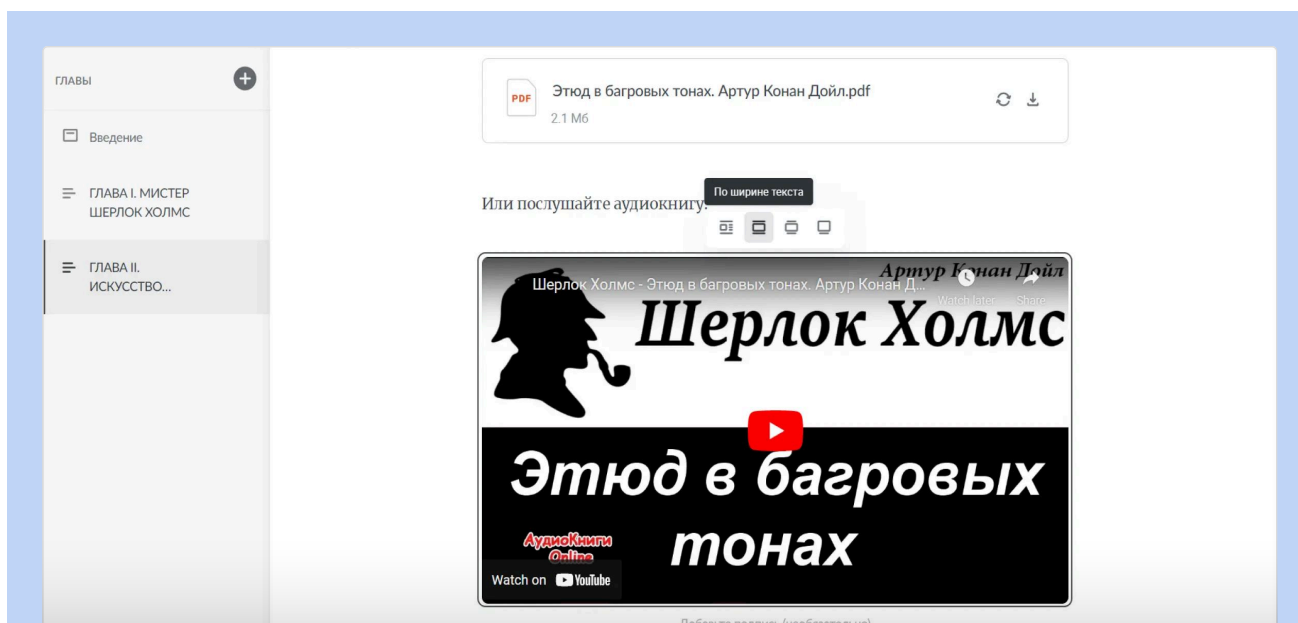 ГЛАВЫ
Введение
ГЛАВА I. МИСТЕР
ШЕРЛОК ХОЛМС
ГЛАВА II.
ИСКУССТВО...
PDF
Этюд в багровых тонах. Артур Конан Дойл.pdf
2.1 Мб
По ширине текста
Или послушайте аудиокнигу:
Артур Конан Дойл
Шерлок Холмс - Этюд в багровых тонах. Артур Конан Д...
Watch later
Share
Шерлок Холмс
Этюд в багровых
тонах
АудиоКниги
Online
Watch on YouTube